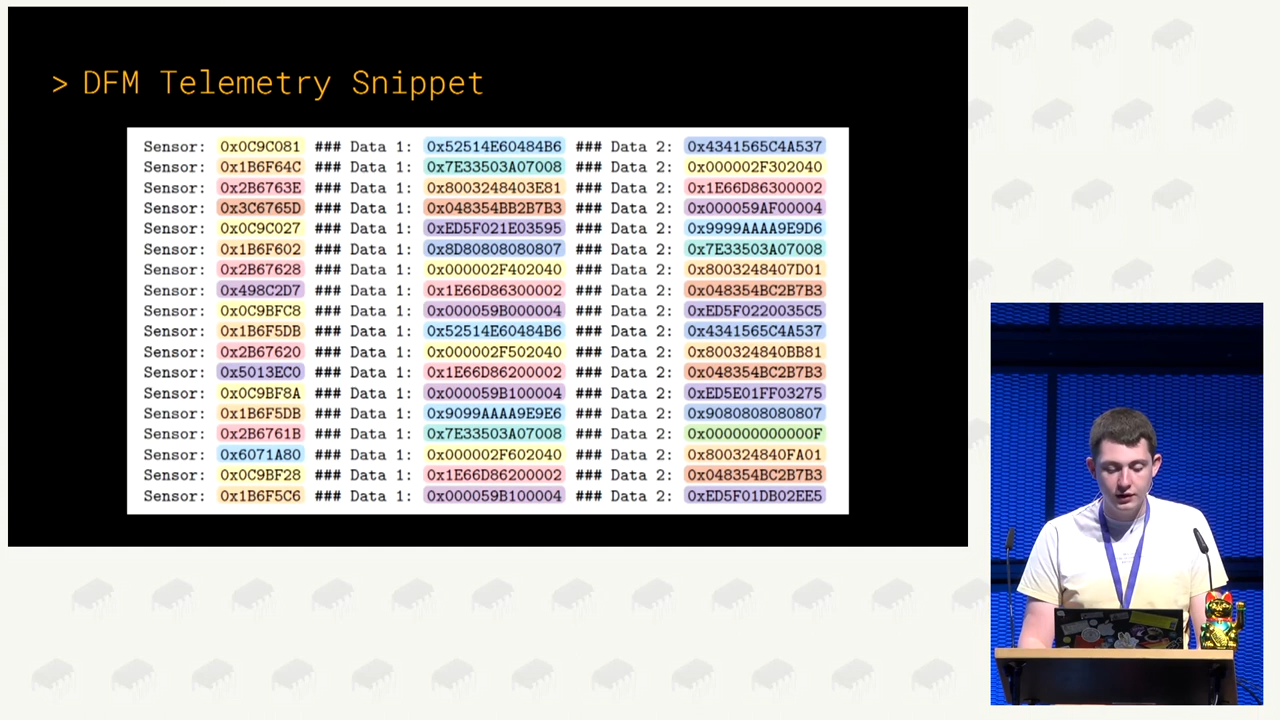 > DFM Telemetry Snippet
Sensor: 0x0C9C081 ### Data 1: 0x52514E60484B6 ### Data 2: 0x4341565C4A537
Sensor: 0x1B6F64C ### Data 1: 0x7E33503A07008 ### Data 2: 0x000002F302040
Sensor: 0x2B6763E ### Data 1: 0x8003248403E81 ### Data 2: 0x1E66D86300002
Sensor: 0x3C6765D ### Data 1: 0x048354BB2B7B3 ### Data 2: 0x000059AF00004
Sensor: 0x0C9C027 ### Data 1: 0xED5F021E03595 ### Data 2: 0x9999AAAA9E9D6
Sensor: 0x1B6F602 ### Data 1: 0x8D80808080807 ### Data 2: 0x7E33503A07008
Sensor: 0x2B67628 ### Data 1: 0x000002F402040 ### Data 2: 0x8003248407D01
Sensor: 0x498C2D7 ### Data 1: 0x1E66D86300002 ### Data 2: 0x048354BC2B7B3
Sensor: 0x0C9BFC8 ### Data 1: 0x000059B000004 ### Data 2: 0xED5F0220035C5
Sensor: 0x1B6F5DB ### Data 1: 0x52514E60484B6 ### Data 2: 0x4341565C4A537
Sensor: 0x2B67620 ### Data 1: 0x000002F502040 ### Data 2: 0x800324840BB81
Sensor: 0x5013EC0 ### Data 1: 0x1E66D86200002 ### Data 2: 0x048354BC2B7B3
Sensor: 0x0C9BF8A ### Data 1: 0x000059B100004 ### Data 2: 0xED5E01FF03275
Sensor: 0x1B6F5DB ### Data 1: 0x9099AAAA9E9E6 ### Data 2: 0x9080808080807
Sensor: 0x2B6761B ### Data 1: 0x7E33503A07008 ### Data 2: 0x000000000000F
Sensor: 0x6071A80 ### Data 1: 0x000002F602040 ### Data 2: 0x800324840FA01
Sensor: 0x0C9BF28 ### Data 1: 0x1E66D86200002 ### Data 2: 0x048354BC2B7B3
Sensor: 0x1B6F5C6 ### Data 1: 0x000059B100004 ### Data 2: 0xED5F01DB02EE5